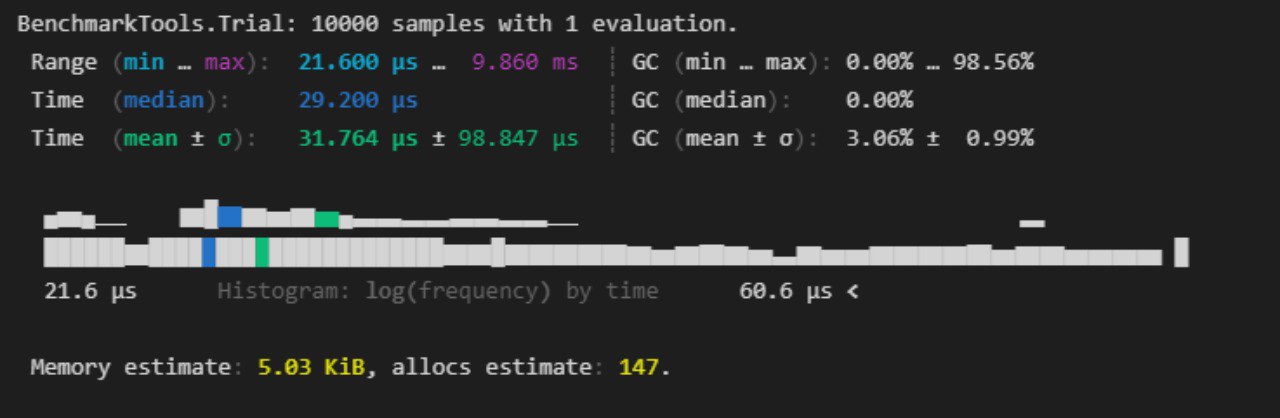 BenchmarkTools.Trial: 10000 samples with 1 evaluation.
Range (min … max): 21.600 μs … 9.860 ms ┊ GC (min … max): 0.00% … 98.56%
Time (median): 29.200 μs ┊ GC (median): 0.00%
Time (mean ± σ): 31.764 μs ± 98.847 μs ┊ GC (mean ± σ): 3.06% ± 0.99%
21.6 μs Histogram: log(frequency) by time 60.6 μs <
Memory estimate: 5.03 KiB, allocs estimate: 147.